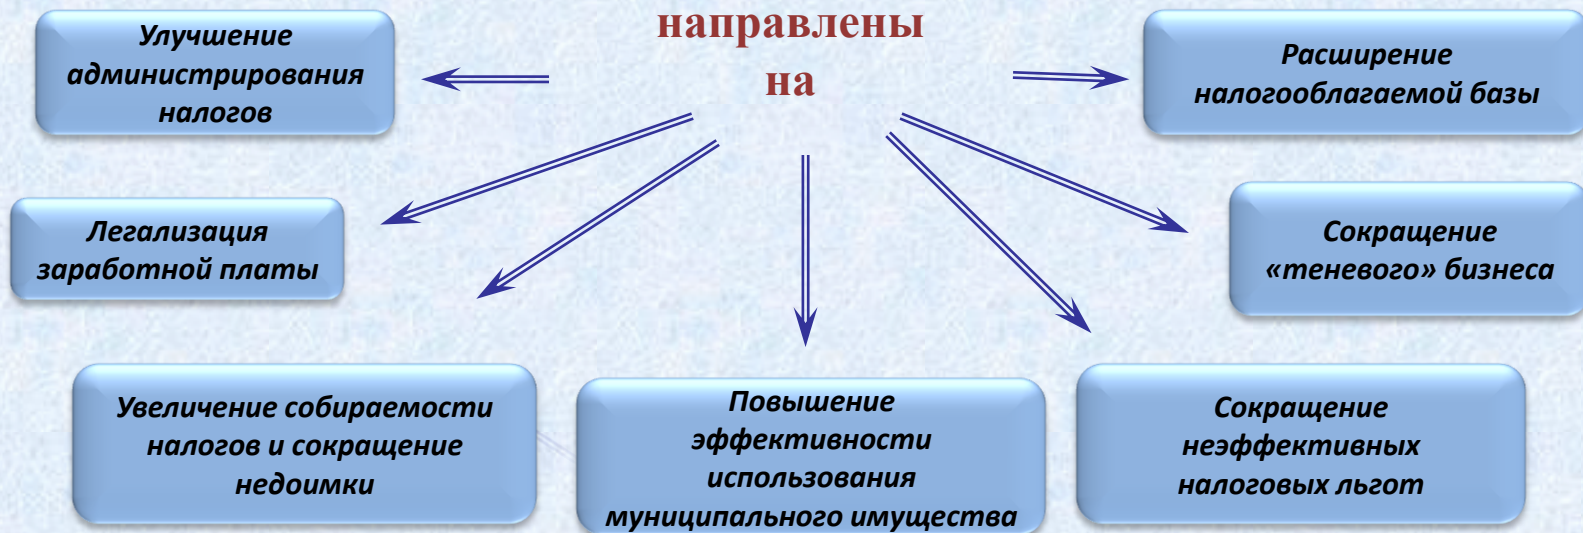 направлены
на
Улучшение
администрирования
налогов
Расширение
налогооблагаемой базы
Легализация
заработной платы
Сокращение
«теневого» бизнеса
Увеличение собираемости
налогов и сокращение
недоимки
Повышение
эффективности
использования
муниципального имущества
Сокращение
неэффективных
налоговых льгот